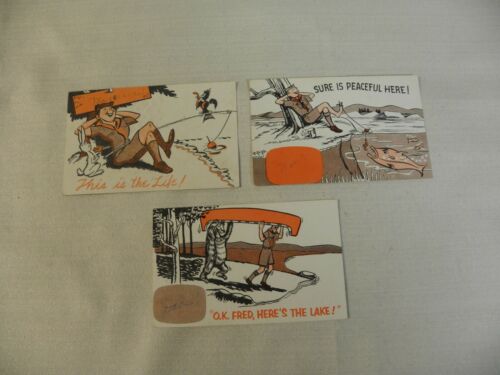 This is the Life!
SURE IS PEACEFUL HERE!
"O.K. FRED, HERE'S THE LAKE!"